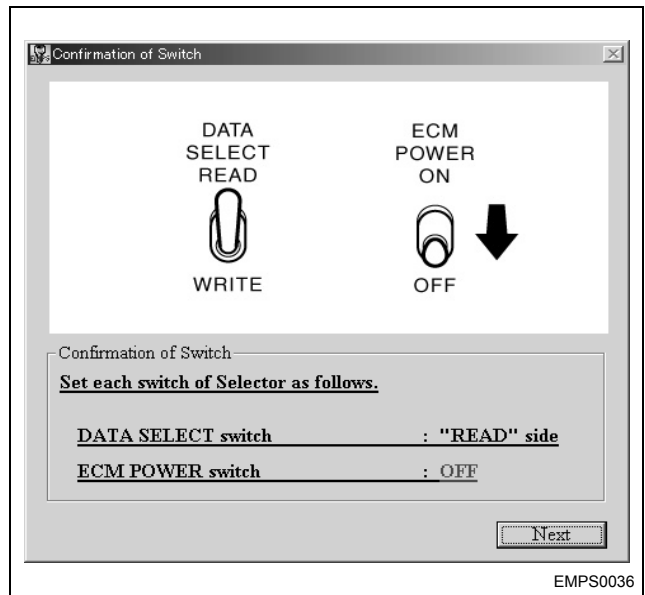 Confirmation of Switch
DATA
SELECT
READ
WRITE
ECM
POWER
ON
OFF
Confirmation of Switch
Set each switch of Selector as follows.
DATA SELECT switch : "READ" side
ECM POWER switch : OFF
Next
EMPS0036